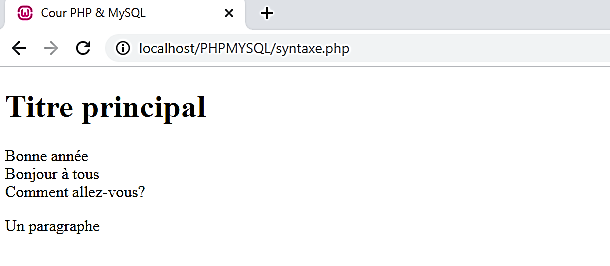 Cour PHP & MySQL
localhost/PHPMYSQL/syntaxe.php
Titre principal
Bonne année
Bonjour à tous
Comment allez-vous?
Un paragraphe